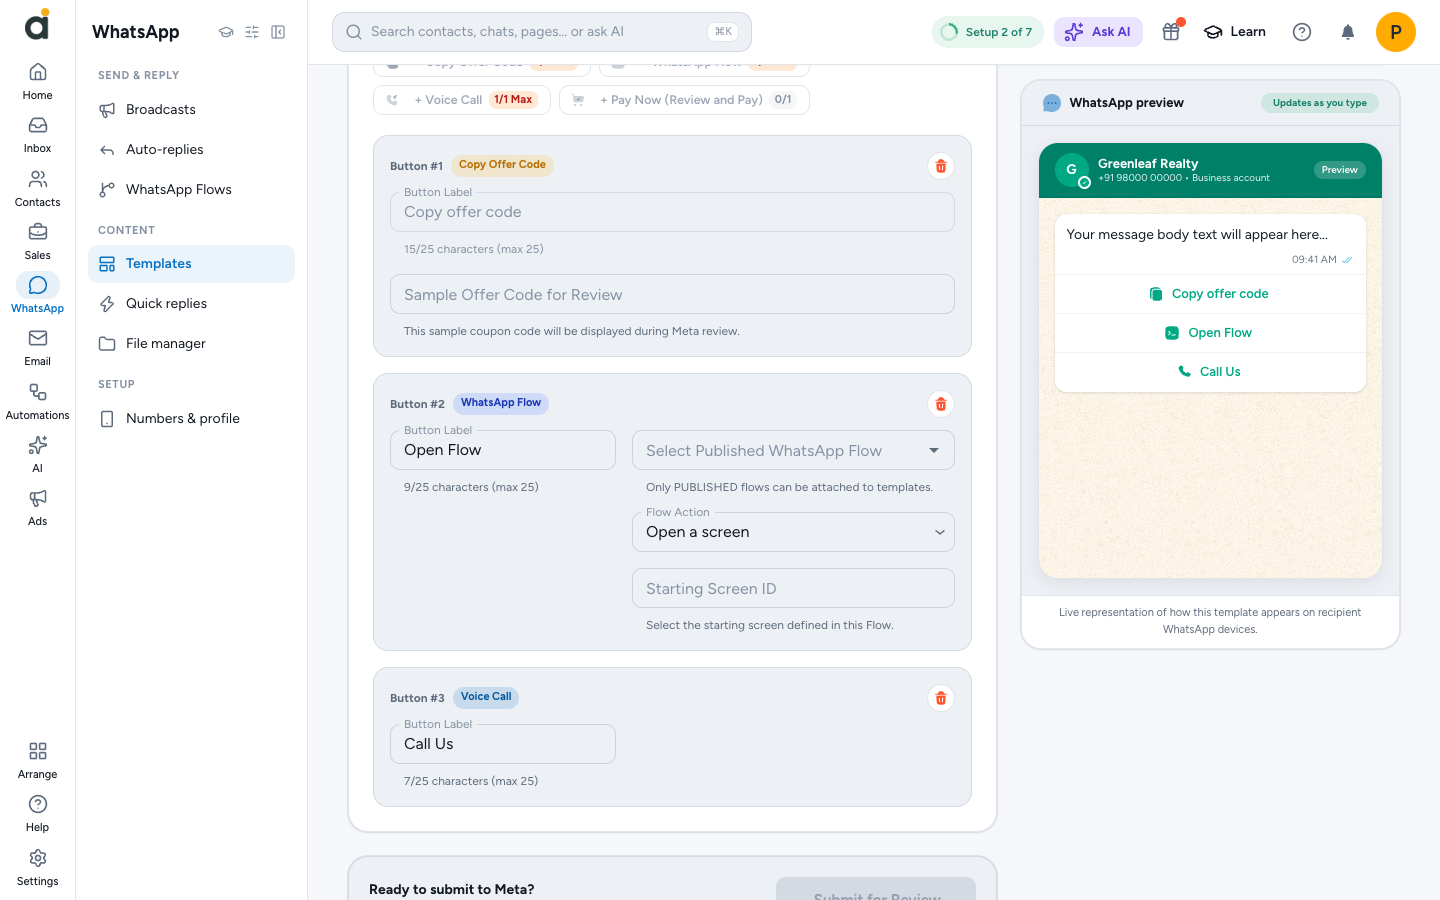 WhatsApp
Search contacts, chats, pages... or ask AI
⌘K
Setup 2 of 7
Ask AI
Learn
P
Home
Inbox
Contacts
Sales
WhatsApp
Email
Automations
AI
Ads
Arrange
Help
Settings
SEND & REPLY
Broadcasts
Auto-replies
WhatsApp Flows
CONTENT
Templates
Quick replies
File manager
SETUP
Numbers & profile
+ Voice Call 1/1 Max
+ Pay Now (Review and Pay) 0/1
Button #1 Copy Offer Code
Button Label
Copy offer code
15/25 characters (max 25)
Sample Offer Code for Review
This sample coupon code will be displayed during Meta review.
Button #2 WhatsApp Flow
Button Label
Open Flow
9/25 characters (max 25)
Select Published WhatsApp Flow
Only PUBLISHED flows can be attached to templates.
Flow Action
Open a screen
Starting Screen ID
Select the starting screen defined in this Flow.
Button #3 Voice Call
Button Label
Call Us
7/25 characters (max 25)
Ready to submit to Meta?
Submit for Review
WhatsApp preview
Updates as you type
G
Greenleaf Realty
+91 98000 00000 • Business account
Preview
Your message body text will appear here...
09:41 AM
Copy offer code
Open Flow
Call Us
Live representation of how this template appears on recipient
WhatsApp devices.